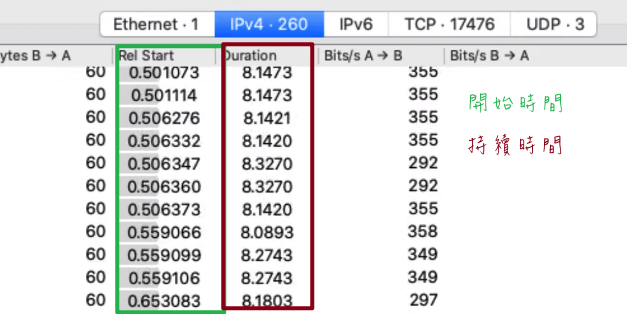 Ethernet · 1 IPv4 · 260 IPv6 TCP · 17476 UDP · 3
ytes B → A Rel Start Duration Bits/s A → B Bits/s B → A
60 0.501073 8.1473 355
60 0.501114 8.1473 355
60 0.506276 8.1421 355
60 0.506332 8.1420 355
60 0.506347 8.3270 292
60 0.506360 8.3270 292
60 0.506373 8.1420 355
60 0.559066 8.0893 358
60 0.559099 8.2743 349
60 0.559106 8.2743 349
60 0.653083 8.1803 297
開始時間
持續時間